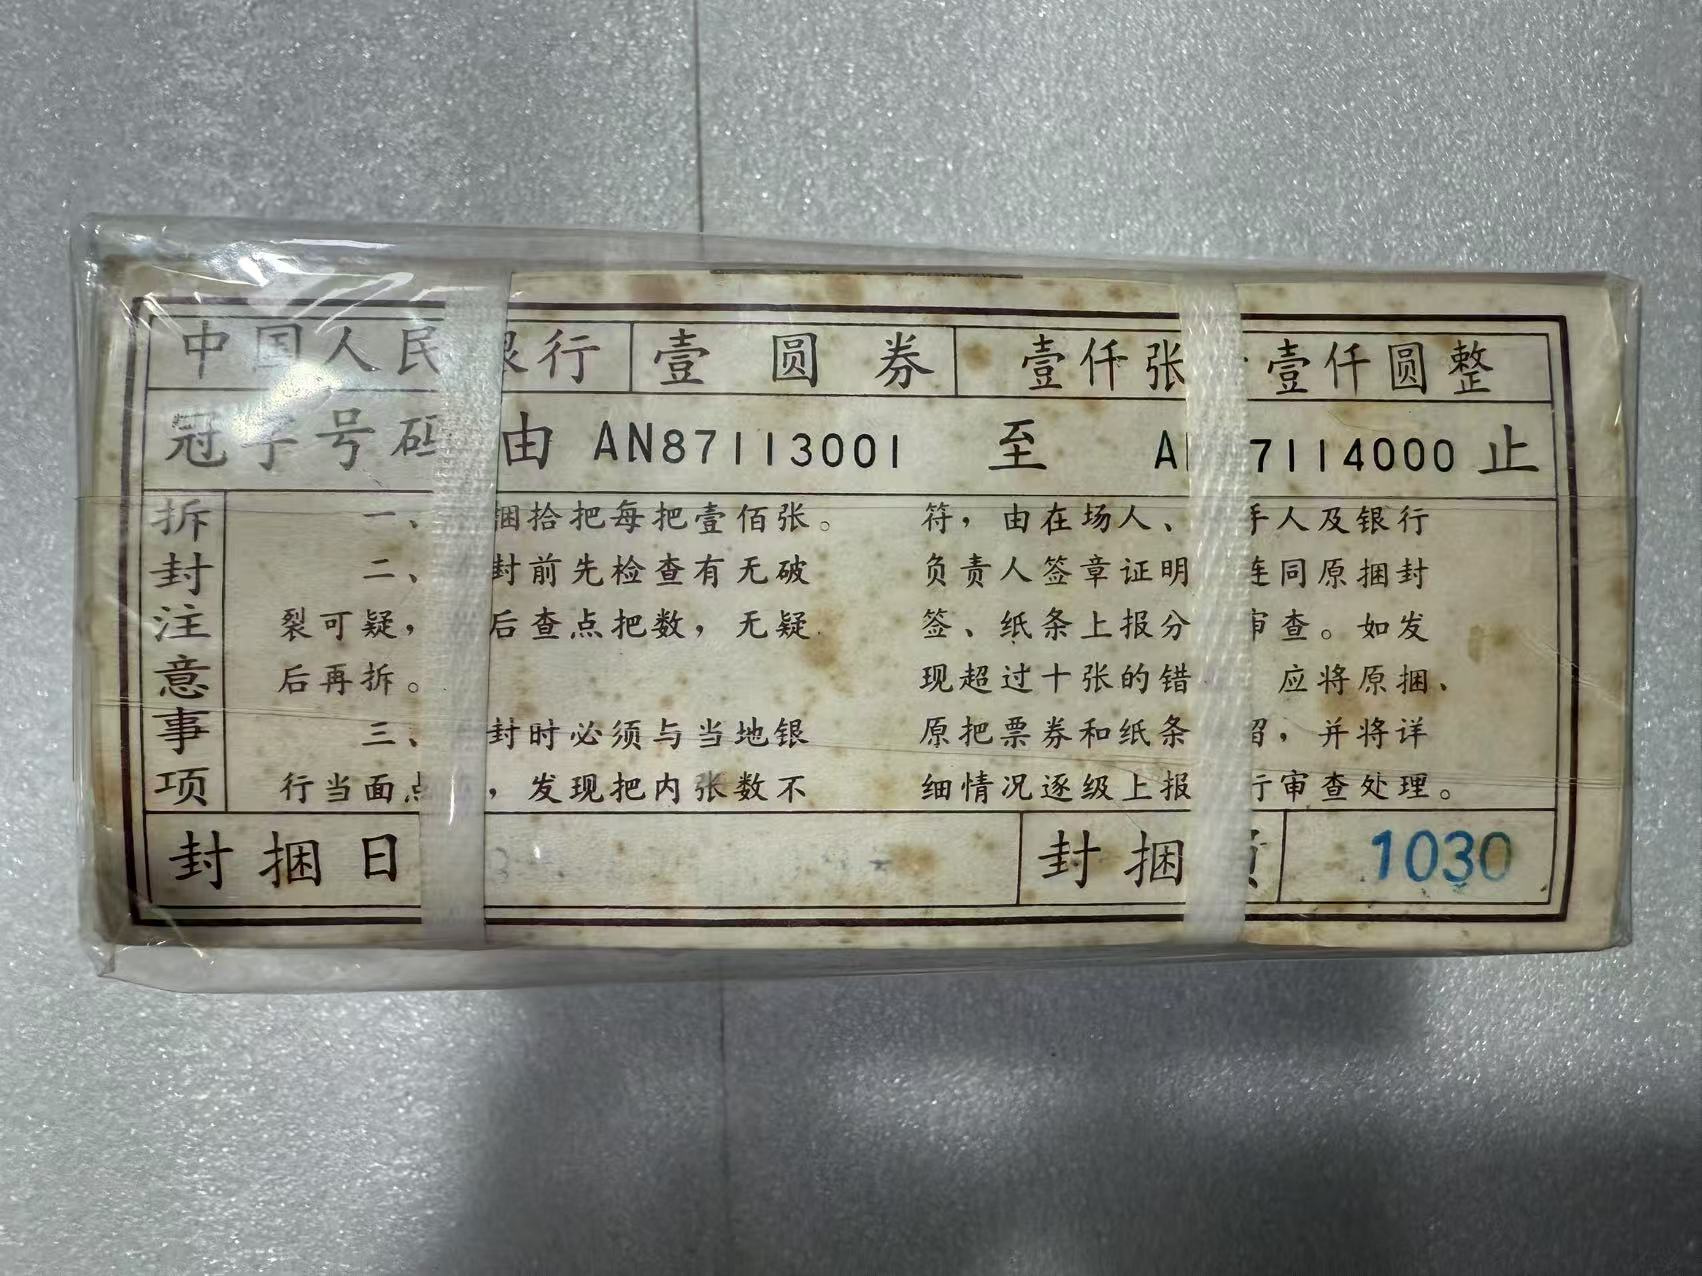 中国人民银行 壹圆券 壹仟张 壹仟圆整
冠字号码 由 AN87113001 至 A 7114000 止
拆封注意事项
一、 捆拾把每把壹佰张。
二、 封前先检查有无破
裂可疑， 后查点把数，无疑
后再拆。
三、 封时必须与当地银
行当面点 ，发现把内张数不
符，由在场人、 手人及银行
负责人签章证明 连同原捆封
签、纸条上报分 审查。如发
现超过十张的错 应将原捆、
原把票券和纸条 留，并将详
细情况逐级上报 行审查处理。
封捆日
封捆 员 1030